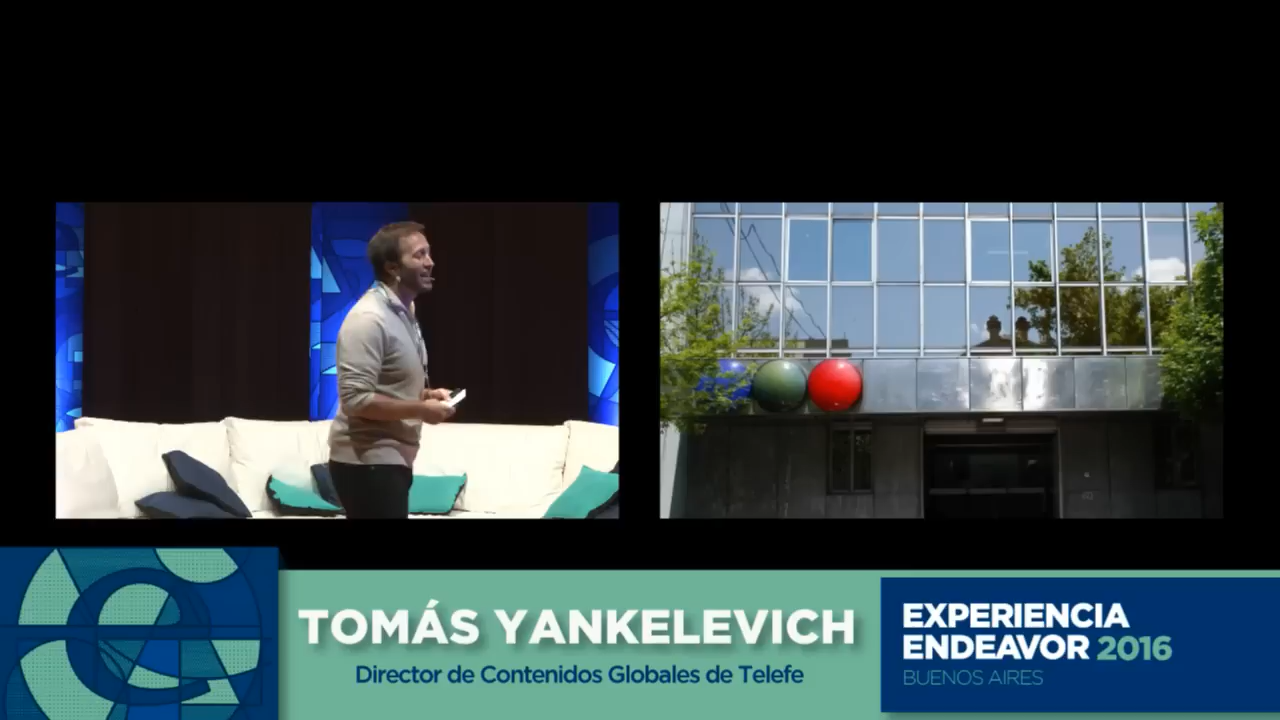 TOMÁS YANKELEVICH
Director de Contenidos Globales de Telefe
EXPERIENCIA
ENDEAVOR 2016
BUENOS AIRES